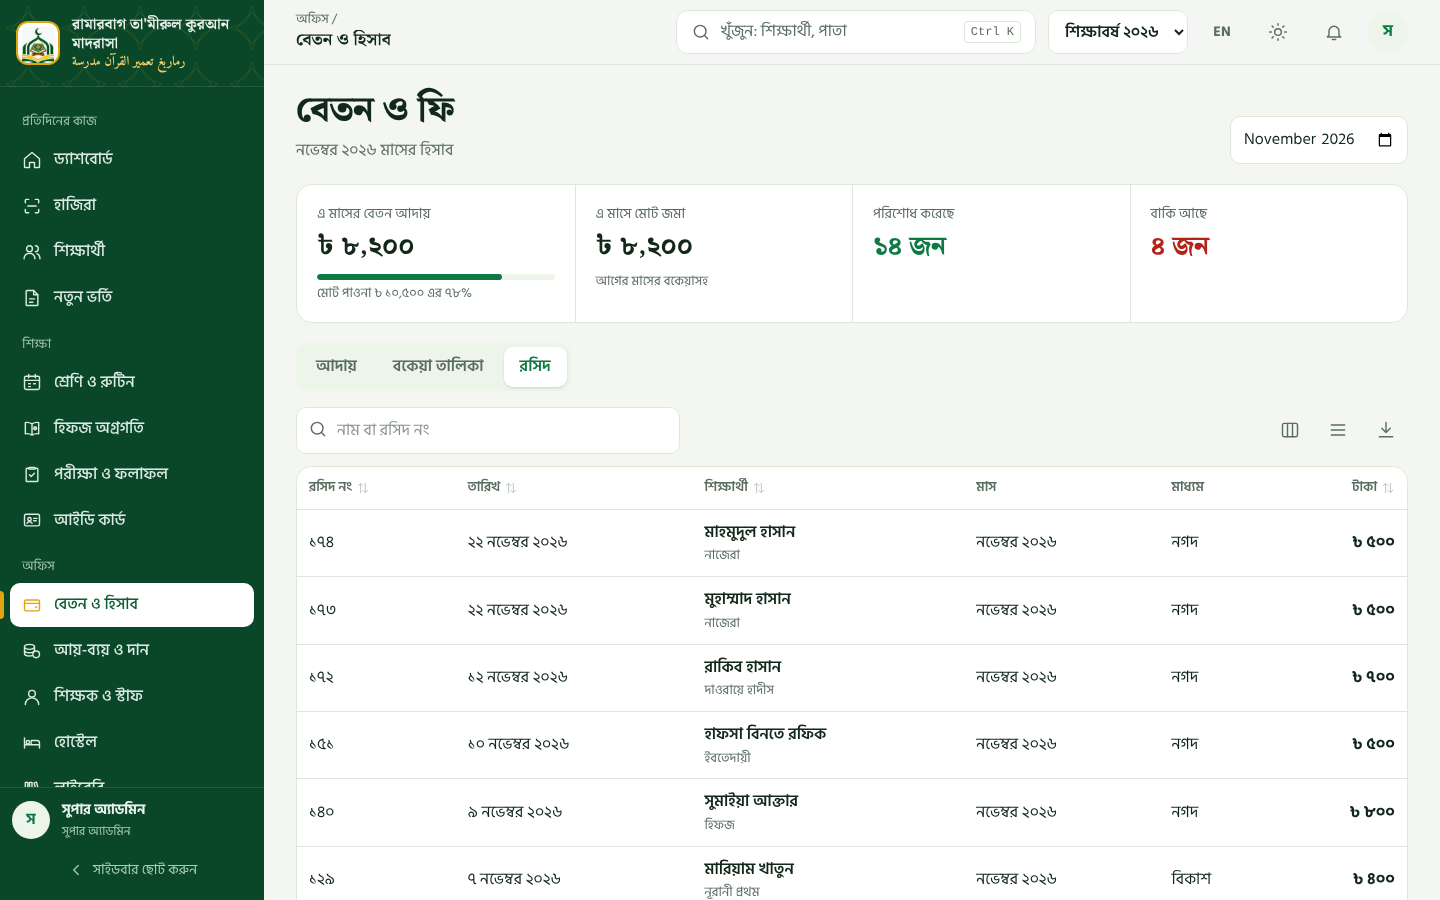 রামারবাগ তা'মীরুল কুরআন
মাদরাসা
رمارباغ تعمير القرآن مدرسة
প্রতিদিনের কাজ
ড্যাশবোর্ড
হাজিরা
শিক্ষার্থী
নতুন ভর্তি
শিক্ষা
শ্রেণি ও রুটিন
হিফজ অগ্রগতি
পরীক্ষা ও ফলাফল
আইডি কার্ড
অফিস
বেতন ও হিসাব
আয়-ব্যয় ও দান
শিক্ষক ও স্টাফ
হোস্টেল
লাইব্রেরি
সুপার অ্যাডমিন
স
সুপার অ্যাডমিন
সাইডবার ছোট করুন
অফিস /
বেতন ও হিসাব
খুঁজুন: শিক্ষার্থী, পাতা
Ctrl K
শিক্ষাবর্ষ ২০২৬
EN
স
বেতন ও ফি
নভেম্বর ২০২৬ মাসের হিসাব
November 2026
এ মাসের বেতন আদায়
৳ ৮,২০০
মোট পাওনা ৳ ১০,৫০০ এর ৭৮%
এ মাসে মোট জমা
৳ ৮,২০০
আগের মাসের বকেয়াসহ
পরিশোধ করেছে
১৪ জন
বাকি আছে
৪ জন
আদায়
বকেয়া তালিকা
রসিদ
নাম বা রসিদ নং
রসিদ নং তারিখ শিক্ষার্থী মাস মাধ্যম টাকা
১৭৪ ২২ নভেম্বর ২০২৬ মাহমুদুল হাসান নভেম্বর ২০২৬ নগদ ৳ ৫০০
নাজেরা
১৭৩ ২২ নভেম্বর ২০২৬ মুহাম্মাদ হাসান নভেম্বর ২০২৬ নগদ ৳ ৫০০
নাজেরা
১৭২ ১২ নভেম্বর ২০২৬ রাকিব হাসান নভেম্বর ২০২৬ নগদ ৳ ৭০০
দাওরায়ে হাদীস
১৫১ ১০ নভেম্বর ২০২৬ হাফসা বিনতে রফিক নভেম্বর ২০২৬ নগদ ৳ ৫০০
ইবতেদায়ী
১৪০ ৯ নভেম্বর ২০২৬ সুমাইয়া আক্তার নভেম্বর ২০২৬ নগদ ৳ ৮০০
হিফজ
১২৯ ৭ নভেম্বর ২০২৬ মারিয়াম খাতুন নভেম্বর ২০২৬ বিকাশ ৳ ৪০০
নূরানী প্রথম